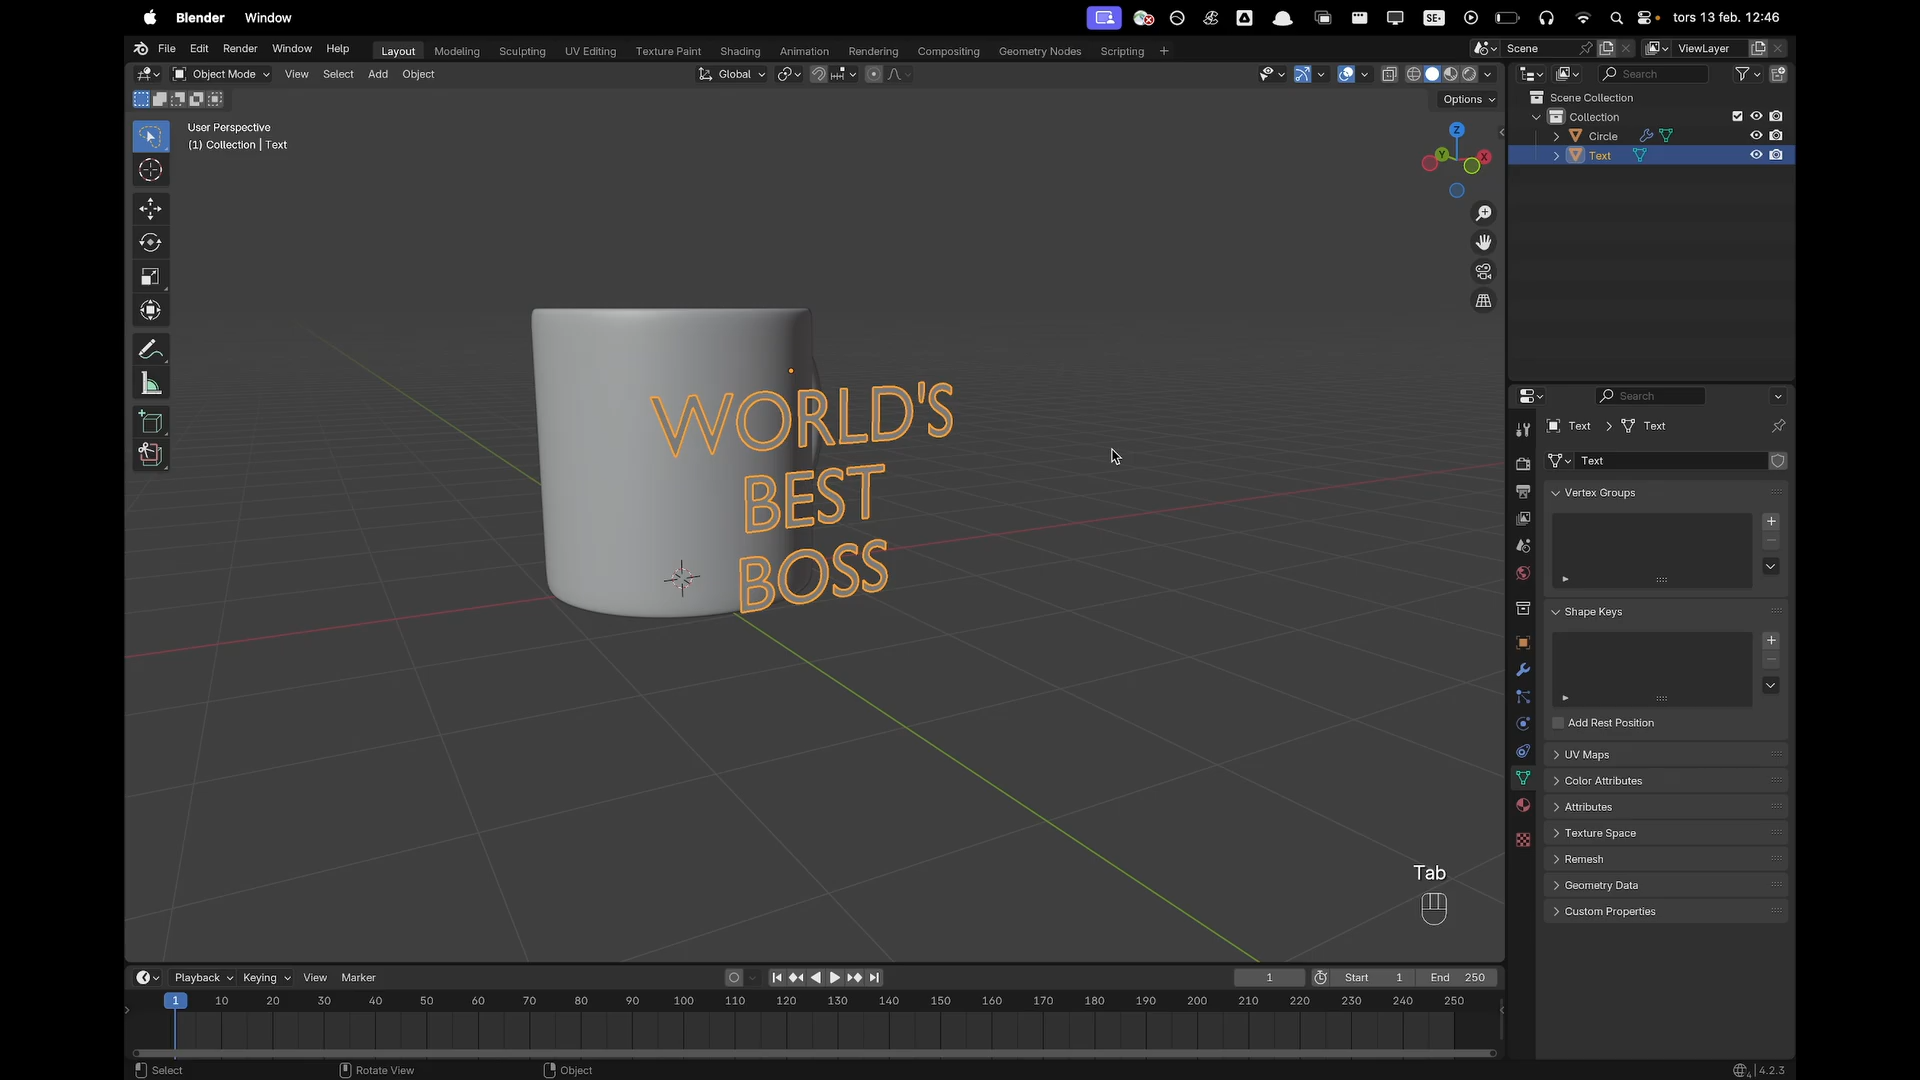 Blender Window
SE
tors 13 feb. 12:46
File Edit Render Window Help
Layout Modeling Sculpting UV Editing Texture Paint Shading Animation Rendering Compositing Geometry Nodes Scripting +
Scene
ViewLayer
Object Mode View Select Add Object
Global
Search
Options
User Perspective
(1) Collection | Text
Z
Y
X
Scene Collection
Collection
Circle
Text
WORLD'S
BEST
BOSS
Search
Text > Text
Text
Vertex Groups
Shape Keys
Add Rest Position
UV Maps
Color Attributes
Attributes
Texture Space
Remesh
Geometry Data
Custom Properties
Tab
Playback Keying View Marker
1
Start 1 End 250
1 10 20 30 40 50 60 70 80 90 100 110 120 130 140 150 160 170 180 190 200 210 220 230 240 250
Select Rotate View Object
4.2.3